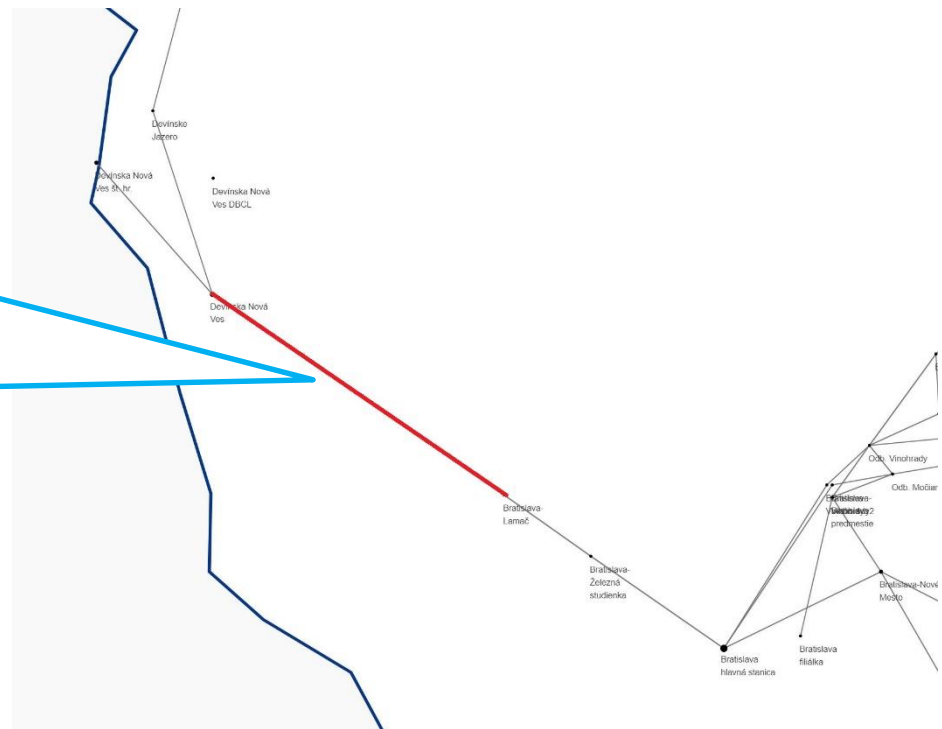 Devínske
Jazero
Devínska Nová
Ves št. hr.
Devínska Nová
Ves DBCL
Devínska Nová
Ves
Bratislava-
Lamač
Bratislava-
Železná
studienka
Bratislava
hlavná stanica
Bratislava
filiálka
Odb. Vinohrady
Odb. Močiar
predmestie
Bratislava-Nové
Mesto